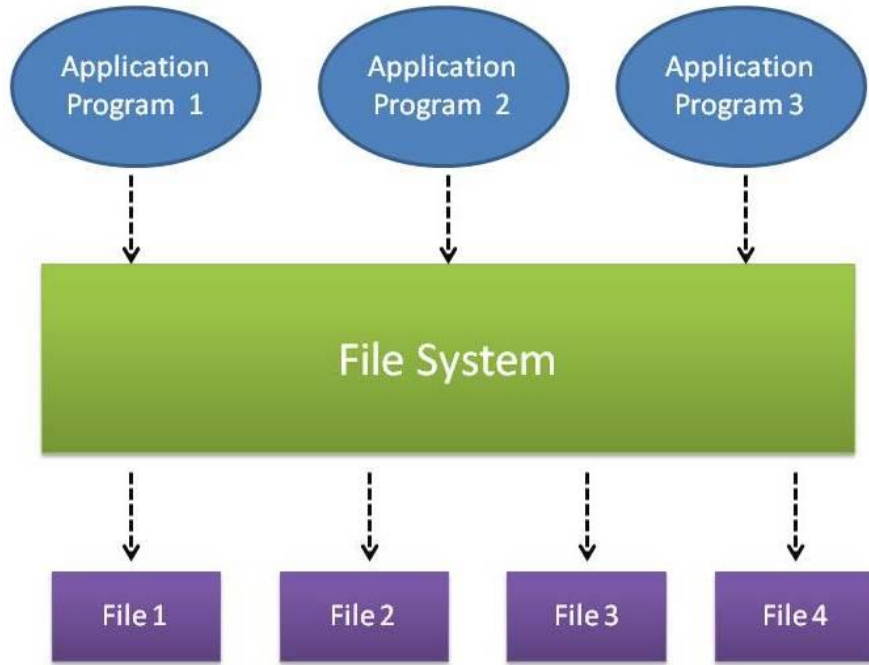 Application
Program 1
Application
Program 2
Application
Program 3
File System
File 1
File 2
File 3
File 4